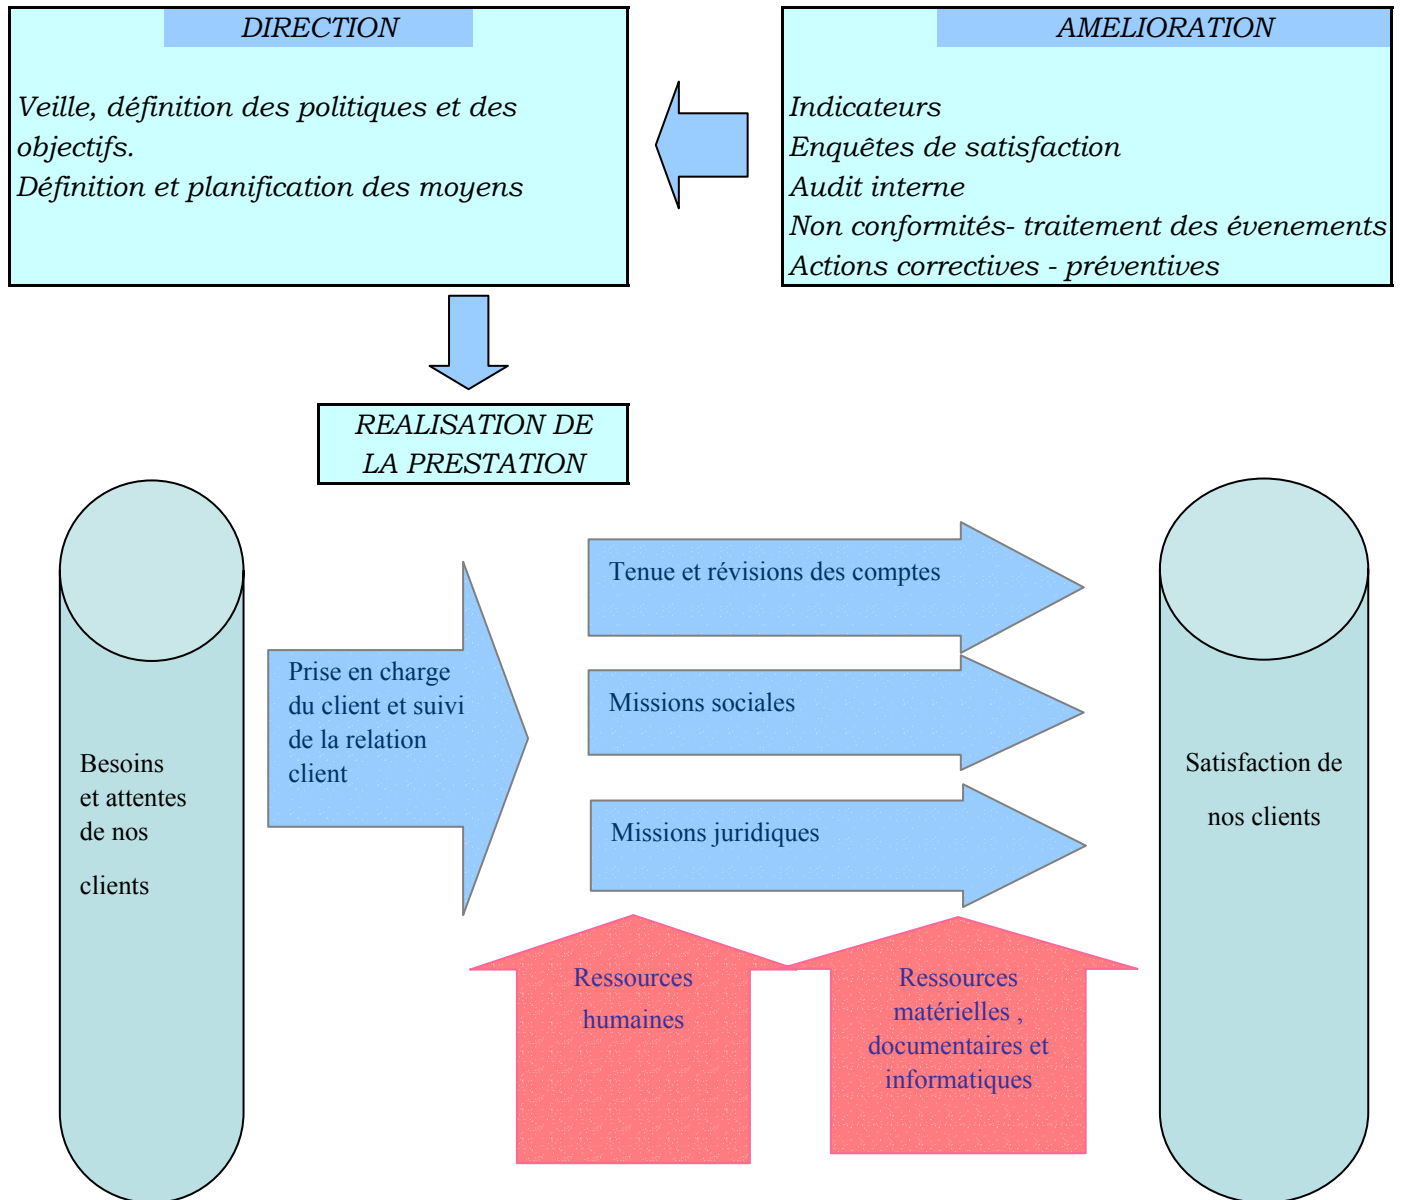 DIRECTION
Veille, définition des politiques et des
objectifs.
Définition et planification des moyens
AMELIORATION
Indicateurs
Enquêtes de satisfaction
Audit interne
Non conformités- traitement des évenements
Actions correctives - préventives
REALISATION DE
LA PRESTATION
Besoins
et attentes
de nos
clients
Prise en charge
du client et suivi
de la relation
client
Tenue et révisions des comptes
Missions sociales
Missions juridiques
Satisfaction de
nos clients
Ressources
humaines
Ressources
matérielles ,
documentaires et
informatiques